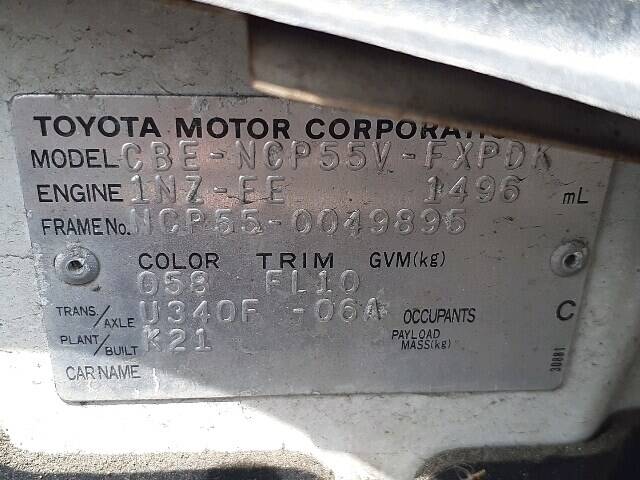 TOYOTA MOTOR CORPORATION
MODEL CBE-NCP55V-FXPDK
ENGINE 1NZ-FE 1496 mL
FRAME No. NCP55-0049895
COLOR TRIM GVM(kg)
058 FL10
TRANS./AXLE U340F -06A OCCUPANTS C
PLANT/BUILT K21 PAYLOAD MASS(kg)
CAR NAME
30881